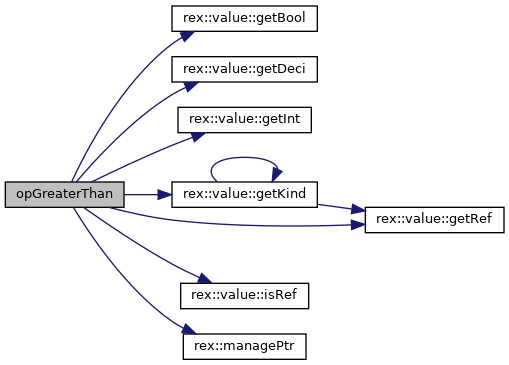 rex::value::getBool
rex::value::getDeci
rex::value::getInt
opGreaterThan
rex::value::getKind
rex::value::getRef
rex::value::isRef
rex::managePtr